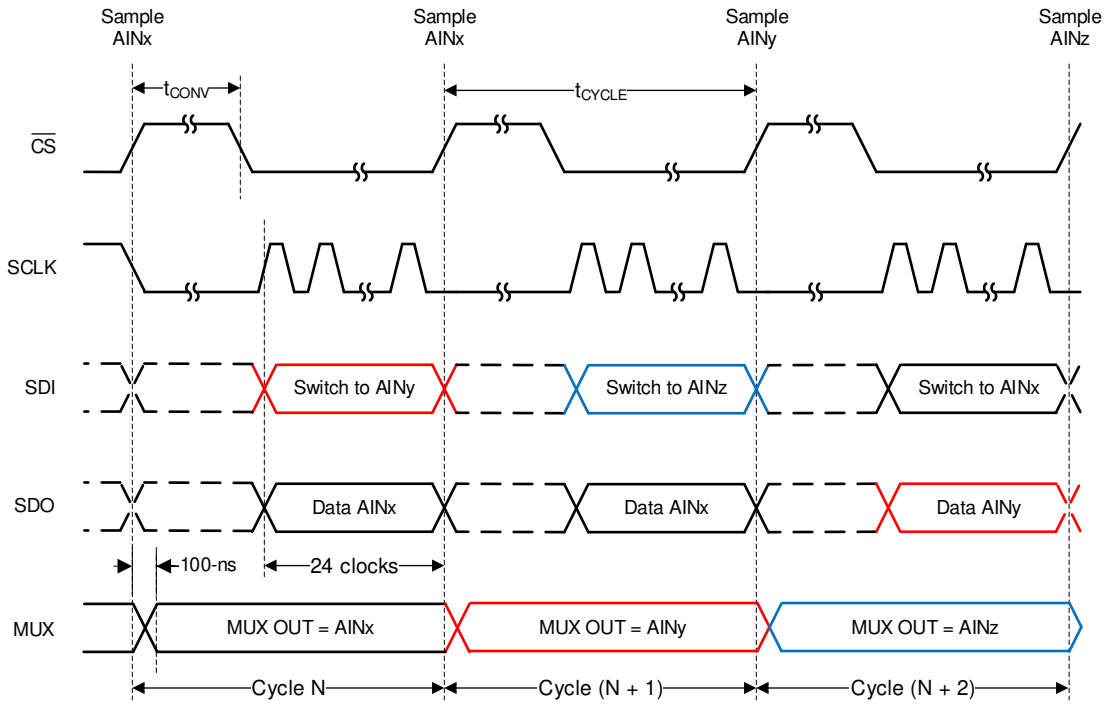 Sample
AINx
Sample
AINx
Sample
AINy
Sample
AINz
tCONV
tCYCLE
CS
SCLK
SDI
Switch to AINy
Switch to AINz
Switch to AINx
SDO
Data AINx
Data AINx
Data AINy
100-ns
24 clocks
MUX
MUX OUT = AINx
MUX OUT = AINy
MUX OUT = AINz
Cycle N
Cycle (N + 1)
Cycle (N + 2)